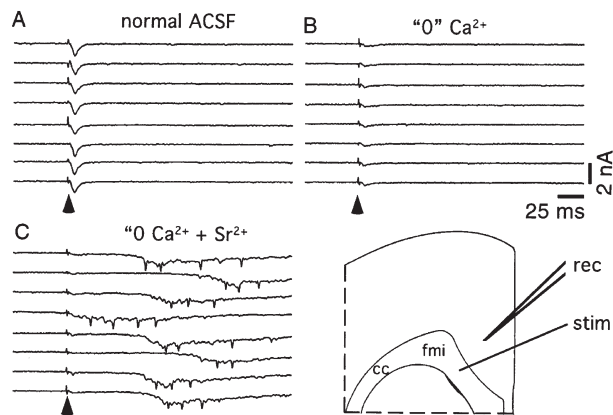 A normal ACSF
B "0" Ca2+
2 nA
25 ms
C "0 Ca2+ + Sr2+
rec
stim
fmi
cc